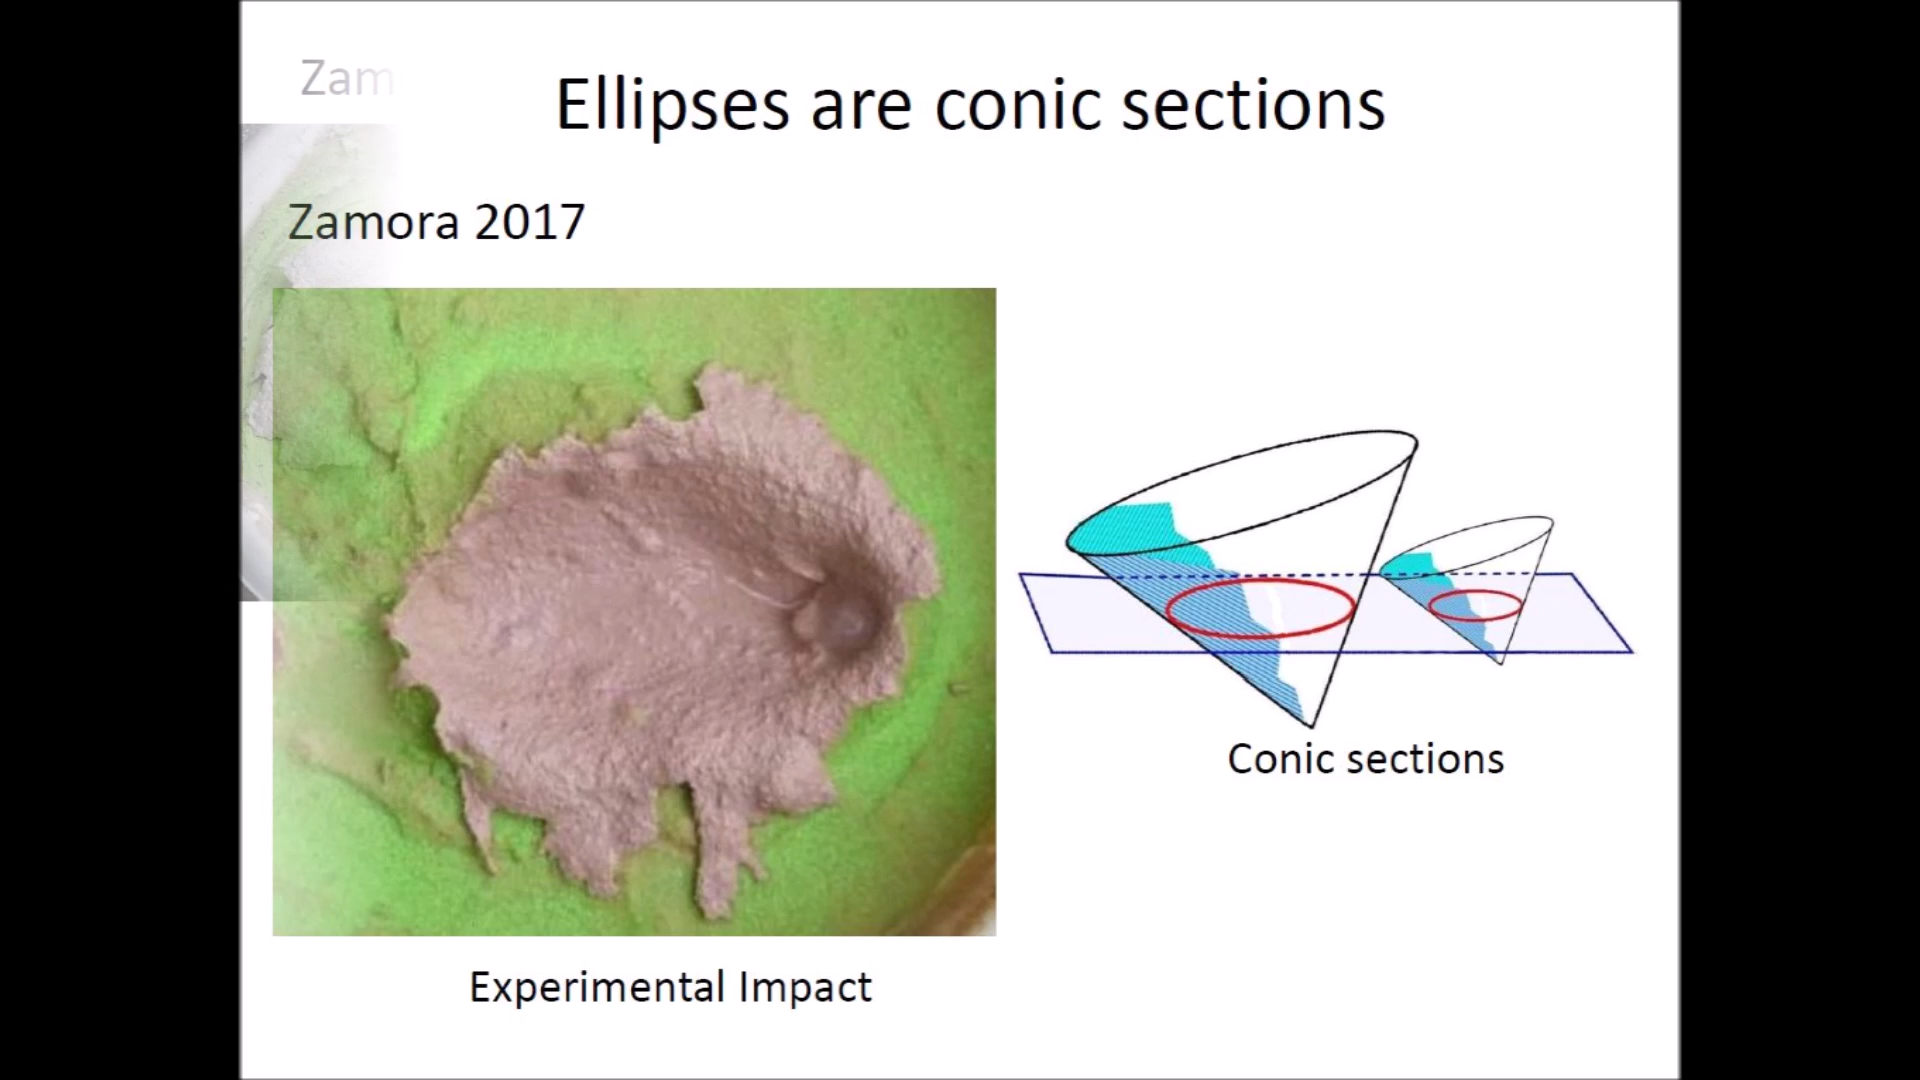 Zam
Ellipses are conic sections
Zamora 2017
Conic sections
Experimental Impact